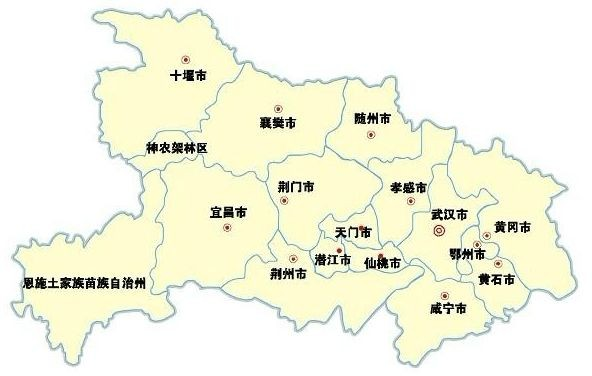 十堰市
襄樊市
随州市
神农架林区
荆门市
孝感市
宜昌市
武汉市
黄冈市
天门市
鄂州市
潜江市
仙桃市
荆州市
黄石市
恩施土家族苗族自治州
咸宁市